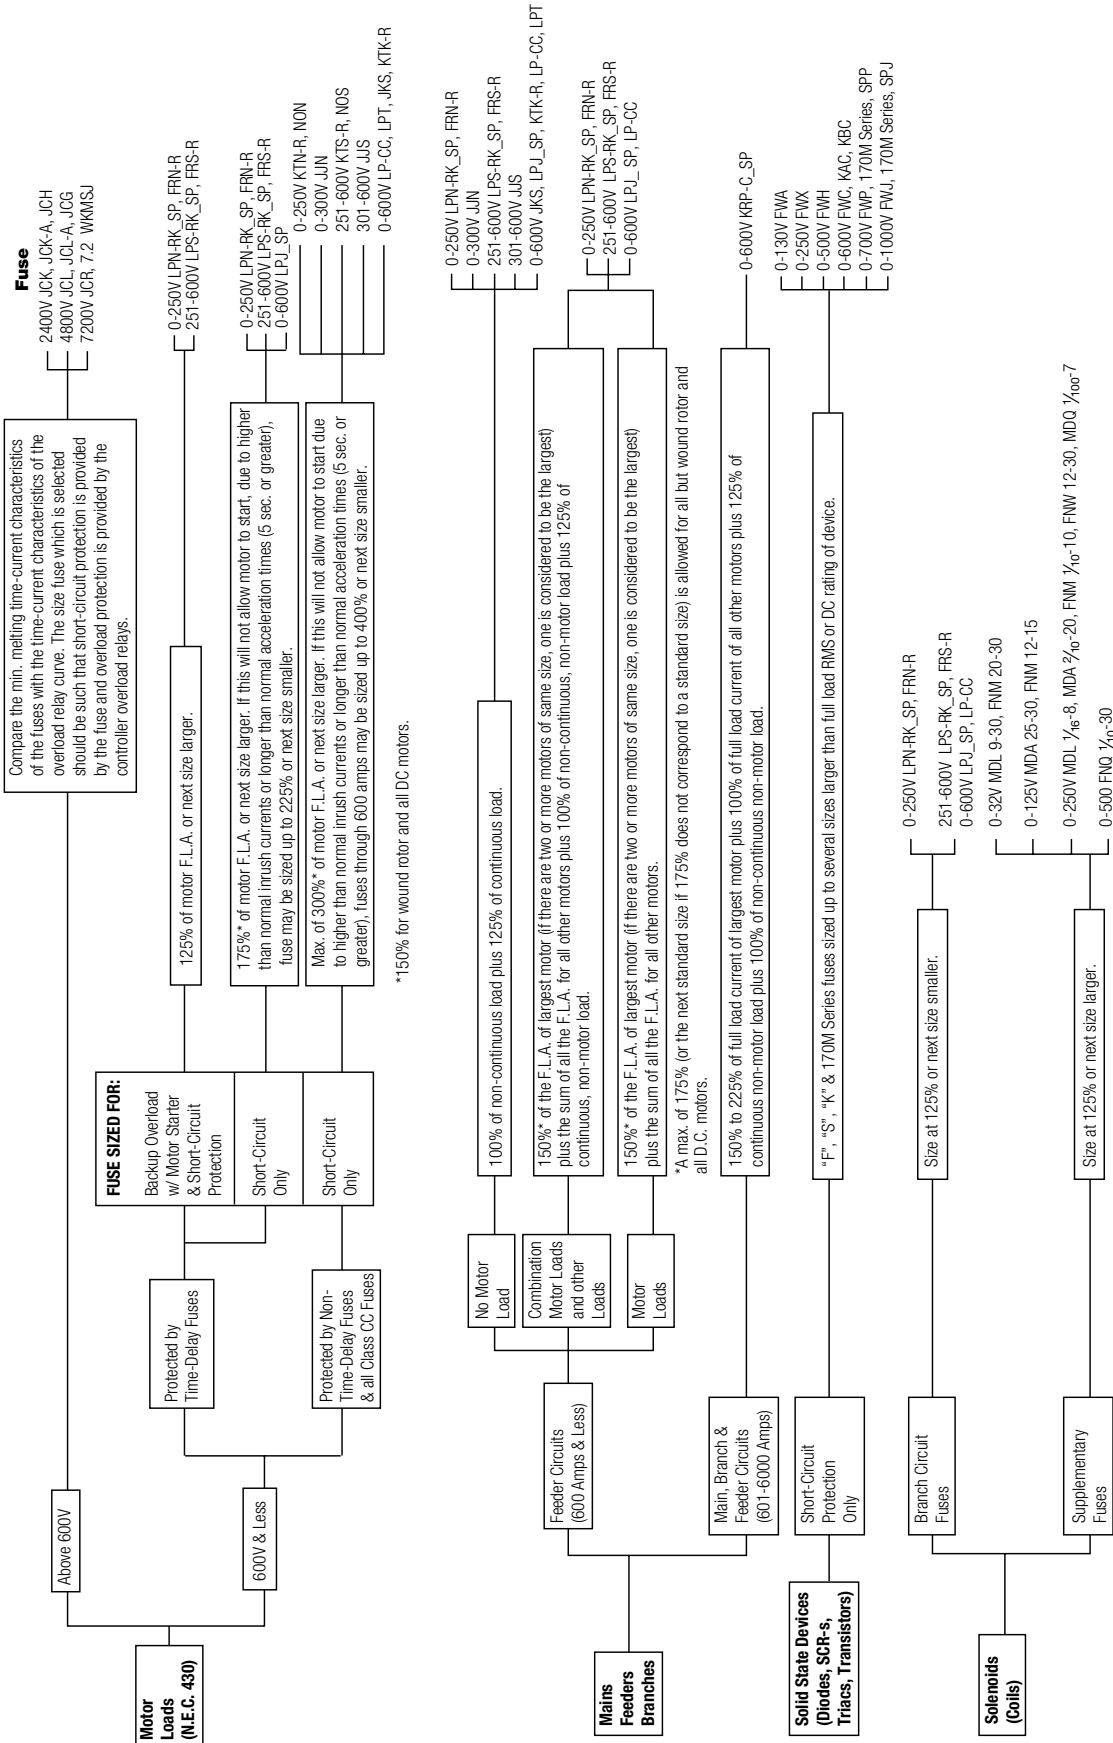 Fuse
Motor
Loads
(N.E.C. 430)
Above 600V
Compare the min. melting time-current characteristics
of the fuses with the time-current characteristics of the
overload relay curve. The size fuse which is selected
should be such that short-circuit protection is provided
by the fuse and overload protection is provided by the
controller overload relays.
2400V JCK, JCK-A, JCH
4800V JCL, JCL-A, JCG
7200V JCR, 7.2 WKMSJ
600V & Less
Protected by
Time-Delay Fuses
FUSE SIZED FOR:
Backup Overload
w/ Motor Starter
& Short-Circuit
Protection
125% of motor F.L.A. or next size larger.
0-250V LPN-RK_SP, FRN-R
251-600V LPS-RK_SP, FRS-R
Short-Circuit
Only
175%* of motor F.L.A. or next size larger. If this will not allow motor to start, due to higher
than normal inrush currents or longer than normal acceleration times (5 sec. or greater),
fuse may be sized up to 225% or next size smaller.
0-250V LPN-RK_SP, FRN-R
251-600V LPS-RK_SP, FRS-R
0-600V LPJ_SP
Protected by Non-
Time-Delay Fuses
& all Class CC Fuses
Short-Circuit
Only
Max. of 300%* of motor F.L.A. or next size larger. If this will not allow motor to start due
to higher than normal inrush currents or longer than normal acceleration times (5 sec. or
greater), fuses through 600 amps may be sized up to 400% or next size smaller.
0-250V KTN-R, NON
0-300V JJN
251-600V KTS-R, NOS
301-600V JJS
0-600V LP-CC, LPT, JKS, KTK-R
*150% for wound rotor and all DC motors.
Mains
Feeders
Branches
Feeder Circuits
(600 Amps & Less)
No Motor
Load
100% of non-continuous load plus 125% of continuous load.
0-250V LPN-RK_SP, FRN-R
0-300V JJN
251-600V LPS-RK_SP, FRS-R
301-600V JJS
0-600V JKS, LPJ_SP, KTK-R, LP-CC, LPT
Combination
Motor Loads
and other
Loads
150%* of the F.L.A. of largest motor (if there are two or more motors of same size, one is considered to be the largest)
plus the sum of all the F.L.A. for all other motors plus 100% of non-continuous, non-motor load plus 125% of
continuous, non-motor load.
0-250V LPN-RK_SP, FRN-R
251-600V LPS-RK_SP, FRS-R
0-600V LPJ_SP, LP-CC
Motor
Loads
150%* of the F.L.A. of largest motor (if there are two or more motors of same size, one is considered to be the largest)
plus the sum of all the F.L.A. for all other motors.
*A max. of 175% (or the next standard size if 175% does not correspond to a standard size) is allowed for all but wound rotor and
all D.C. motors.
Main, Branch &
Feeder Circuits
(601-6000 Amps)
150% to 225% of full load current of largest motor plus 100% of full load current of all other motors plus 125% of
continuous non-motor load plus 100% of non-continuous non-motor load.
0-600V KRP-C_SP
Solid State Devices
(Diodes, SCR-s,
Triacs, Transistors)
Short-Circuit
Protection
Only
"F", "S", "K" & 170M Series fuses sized up to several sizes larger than full load RMS or DC rating of device.
0-130V FWA
0-250V FWX
0-500V FWH
0-600V FWC, KAC, KBC
0-700V FWP, 170M Series, SPP
0-1000V FWJ, 170M Series, SPJ
Solenoids
(Coils)
Branch Circuit
Fuses
Size at 125% or next size smaller.
0-250V LPN-RK_SP, FRN-R
251-600V LPS-RK_SP, FRS-R
0-600V LPJ_SP, LP-CC
Supplementary
Fuses
Size at 125% or next size larger.
0-32V MDL 9-30, FNM 20-30
0-125V MDA 25-30, FNM 12-15
0-250V MDL 1/16-8, MDA 2/10-20, FNM 1/10-10, FNW 12-30, MDQ 1/100-7
0-500 FNQ 1/10-30